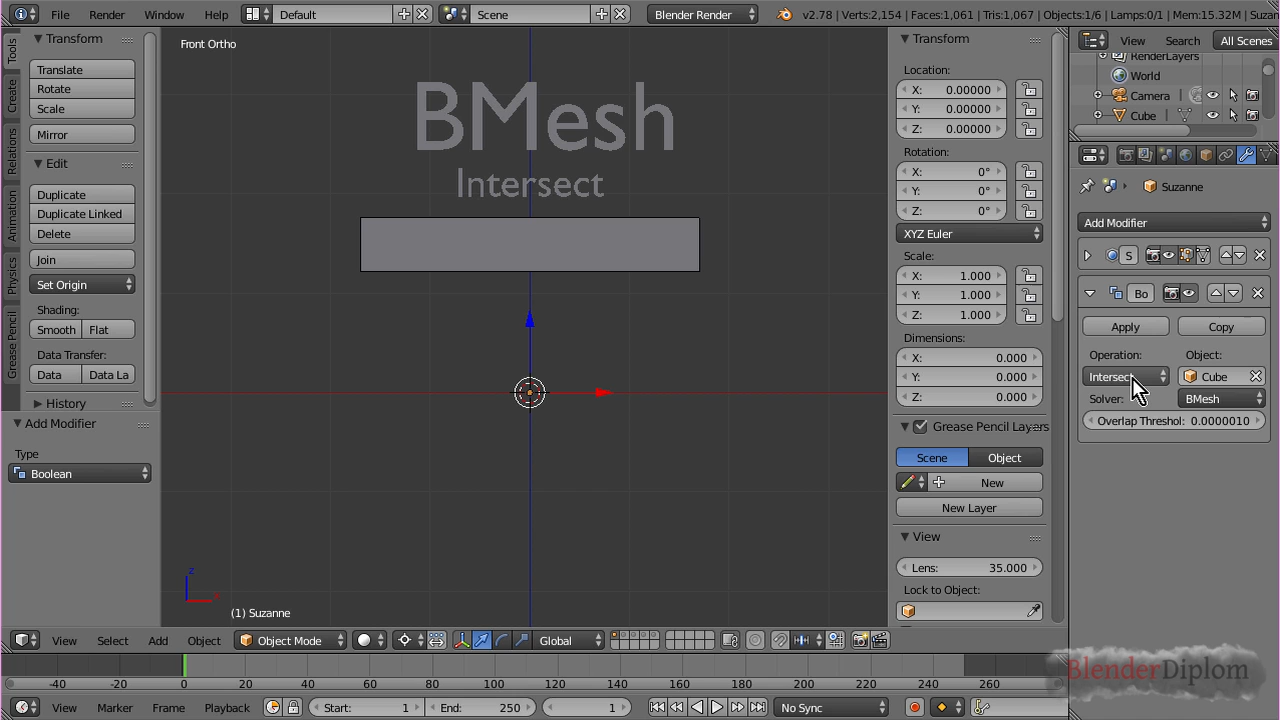 File Render Window Help Default Scene Blender Render v2.78 | Verts:2,154 | Faces:1,061 | Tris:1,067 | Objects:1/6 | Lamps:0/1 | Mem:15.32M | Suzan
Tools
Create
Relations
Animation
Physics
Grease Pencil
Transform
Translate
Rotate
Scale
Mirror
Edit
Duplicate
Duplicate Linked
Delete
Join
Set Origin
Shading:
Smooth Flat
Data Transfer:
Data Data La
History
Add Modifier
Type
Boolean
Front Ortho
BMesh
Intersect
z
x
(1) Suzanne
Transform
Location:
X: 0.00000
Y: 0.00000
Z: 0.00000
Rotation:
X: 0°
Y: 0°
Z: 0°
XYZ Euler
Scale:
X: 1.000
Y: 1.000
Z: 1.000
Dimensions:
X: 0.000
Y: 0.000
Z: 0.000
Grease Pencil Layers
Scene Object
New
New Layer
View
Lens: 35.000
Lock to Object:
View Search All Scenes
RenderLayers
World
Camera
Cube
Suzanne
Add Modifier
S
Bo
Apply Copy
Operation: Object:
Intersect Cube
Solver: BMesh
Overlap Threshol: 0.0000010
View Select Add Object Object Mode Global
-40 -20 0 20 40 60 80 100 120 140 160 180 200 220 240 260
View Marker Frame Playback Start: 1 End: 250 1 No Sync
BlenderDiplom